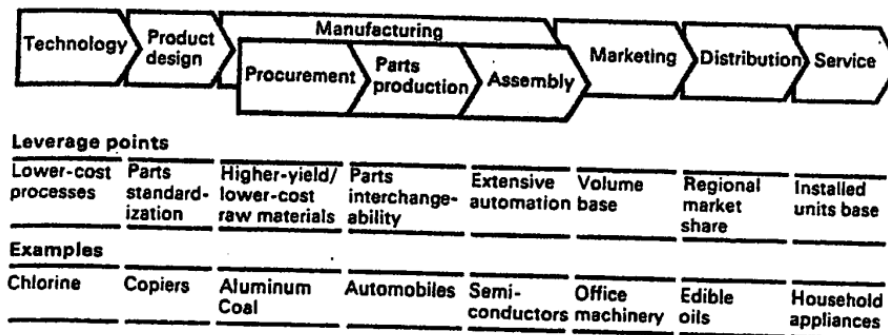 Technology
Product
design
Manufacturing
Procurement
Parts
production
Assembly
Marketing
Distribution
Service
Leverage points
Lower-cost
processes
Parts
standard-
ization
Higher-yield/
lower-cost
raw materials
Parts
interchange-
ability
Extensive
automation
Volume
base
Regional
market
share
Installed
units base
Examples
Chlorine
Copiers
Aluminum
Coal
Automobiles
Semi-
conductors
Office
machinery
Edible
oils
Household
appliances